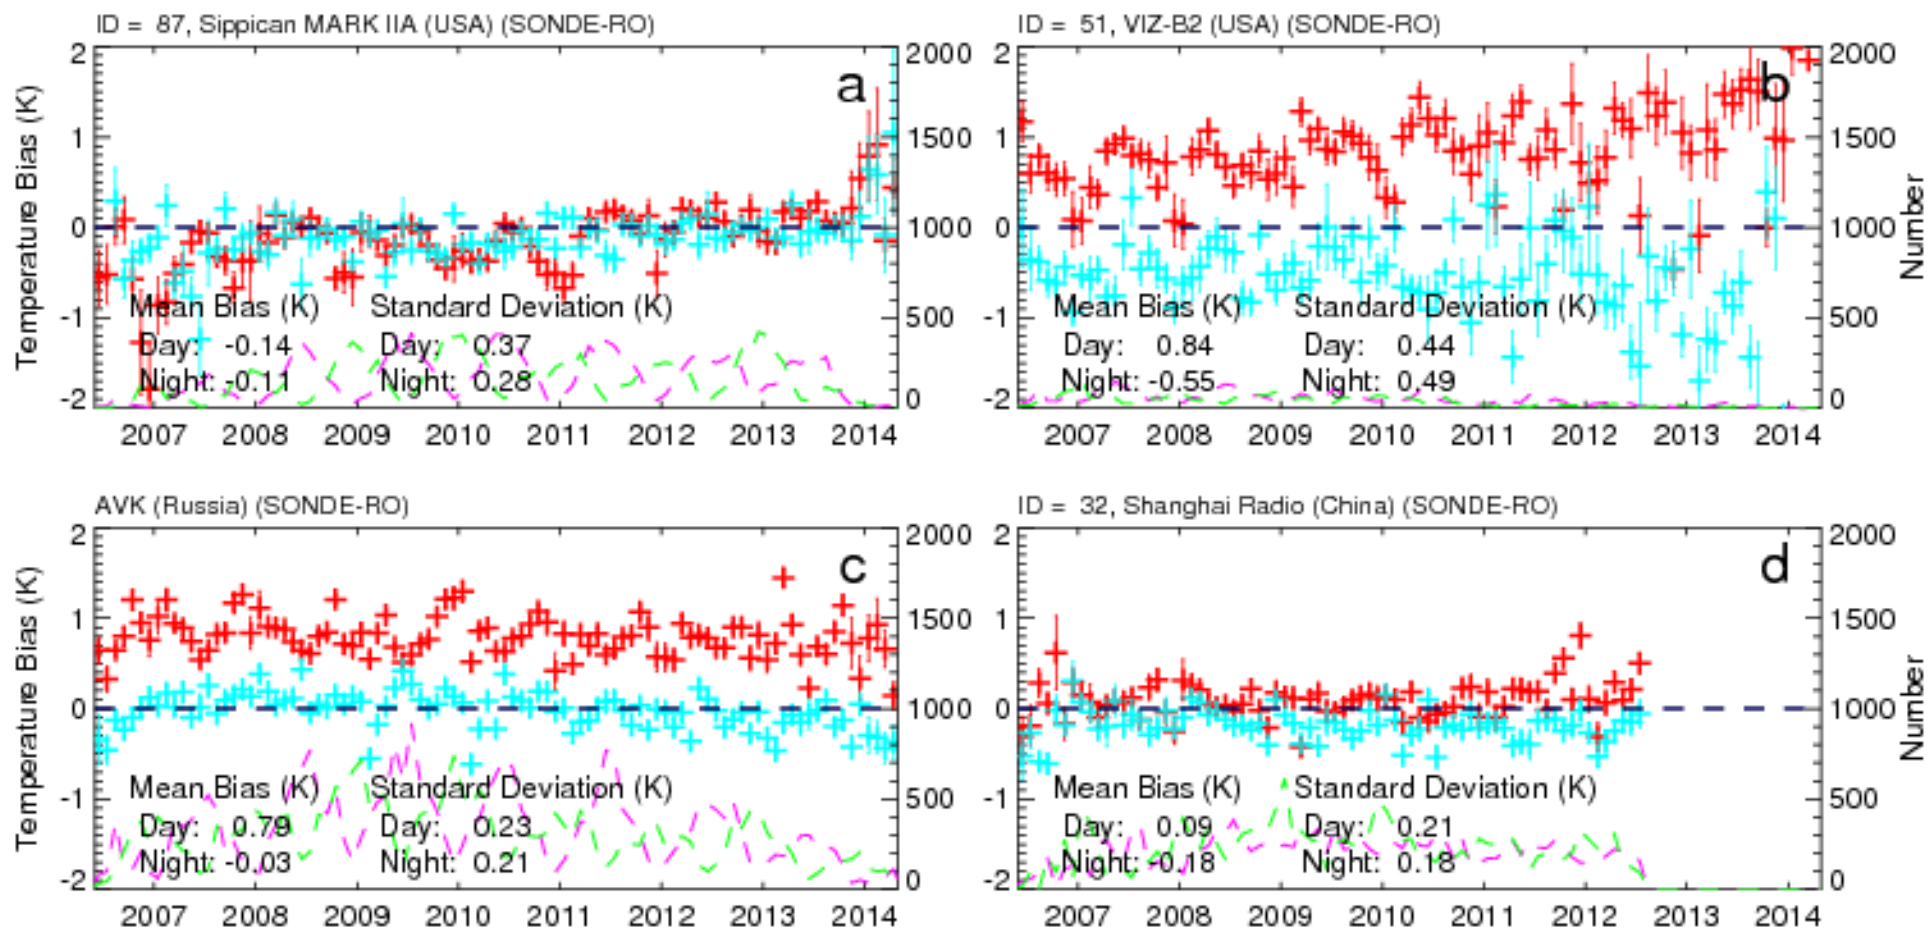 ID = 87, Sippican MARK IIA (USA) (SONDE-RO)
2
1
0
-1
-2
Temperature Bias (K)
a
2000
1500
1000
500
0
Mean Bias (K) Standard Deviation (K)
Day: -0.14 Day: 0.37
Night: -0.11 Night: 0.28
2007 2008 2009 2010 2011 2012 2013 2014
ID = 51, VIZ-B2 (USA) (SONDE-RO)
2
1
0
-1
-2
b
2000
1500
1000
500
0
Number
Mean Bias (K) Standard Deviation (K)
Day: 0.84 Day: 0.44
Night: -0.55 Night: 0.49
2007 2008 2009 2010 2011 2012 2013 2014
AVK (Russia) (SONDE-RO)
2
1
0
-1
-2
Temperature Bias (K)
c
2000
1500
1000
500
0
Mean Bias (K) Standard Deviation (K)
Day: 0.79 Day: 0.23
Night: -0.03 Night: 0.21
2007 2008 2009 2010 2011 2012 2013 2014
ID = 32, Shanghai Radio (China) (SONDE-RO)
2
1
0
-1
-2
d
2000
1500
1000
500
0
Number
Mean Bias (K) Standard Deviation (K)
Day: 0.09 Day: 0.21
Night: -0.18 Night: 0.18
2007 2008 2009 2010 2011 2012 2013 2014